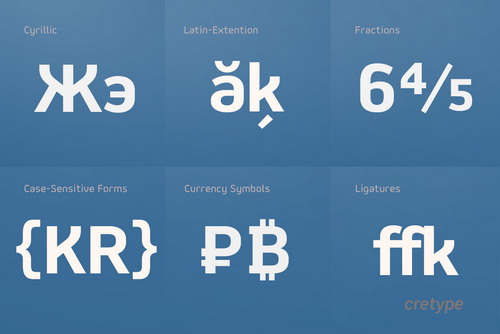 Cyrillic
Latin-Extention
Fractions
Жэ
ăķ
6⅘
Case-Sensitive Forms
Currency Symbols
Ligatures
{KR}
₽₿
ffk
cretype